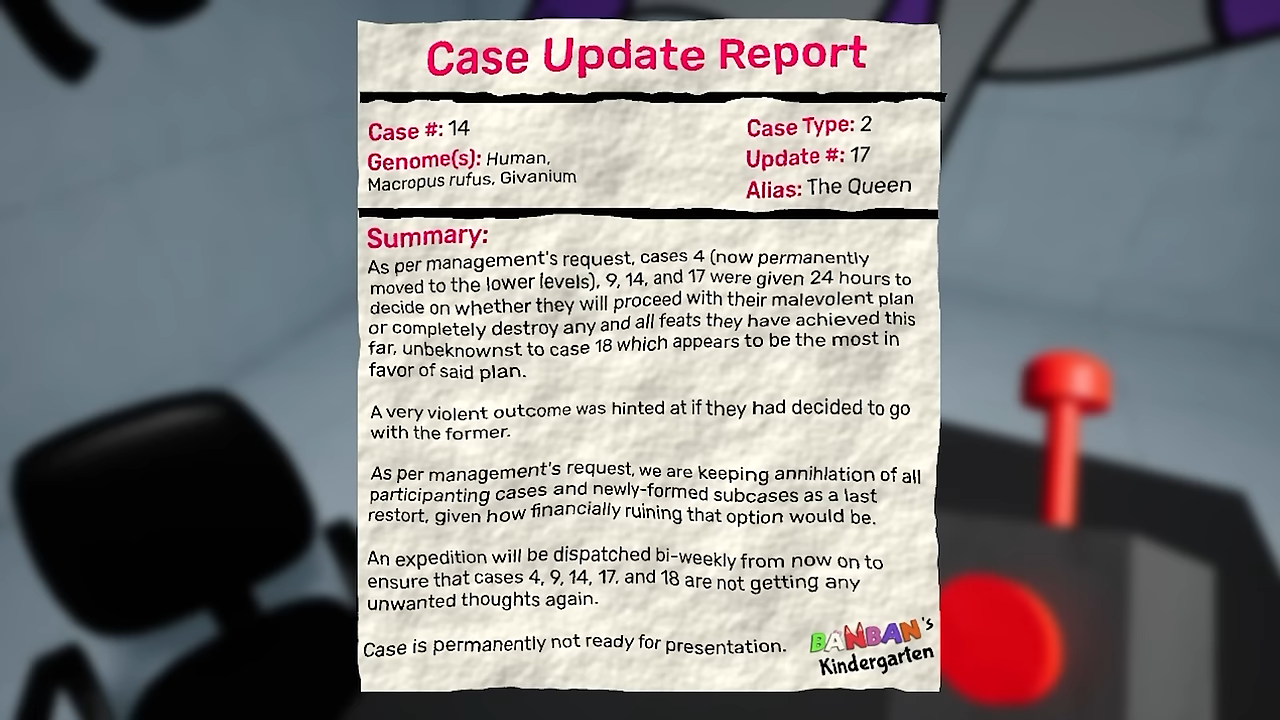 Case Update Report
Case #: 14
Genome(s): Human,
Macropus rufus, Givanium
Case Type: 2
Update #: 17
Alias: The Queen
Summary:
As per management's request, cases 4 (now permanently
moved to the lower levels), 9, 14, and 17 were given 24 hours to
decide on whether they will proceed with their malevolent plan
or completely destroy any and all feats they have achieved this
far, unbeknownst to case 18 which appears to be the most in
favor of said plan.
A very violent outcome was hinted at if they had decided to go
with the former.
As per management's request, we are keeping annihlation of all
participanting cases and newly-formed subcases as a last
restort, given how financially ruining that option would be.
An expedition will be dispatched bi-weekly from now on to
ensure that cases 4, 9, 14, 17, and 18 are not getting any
unwanted thoughts again.
Case is permanently not ready for presentation.
BANBAN's
Kindergarten